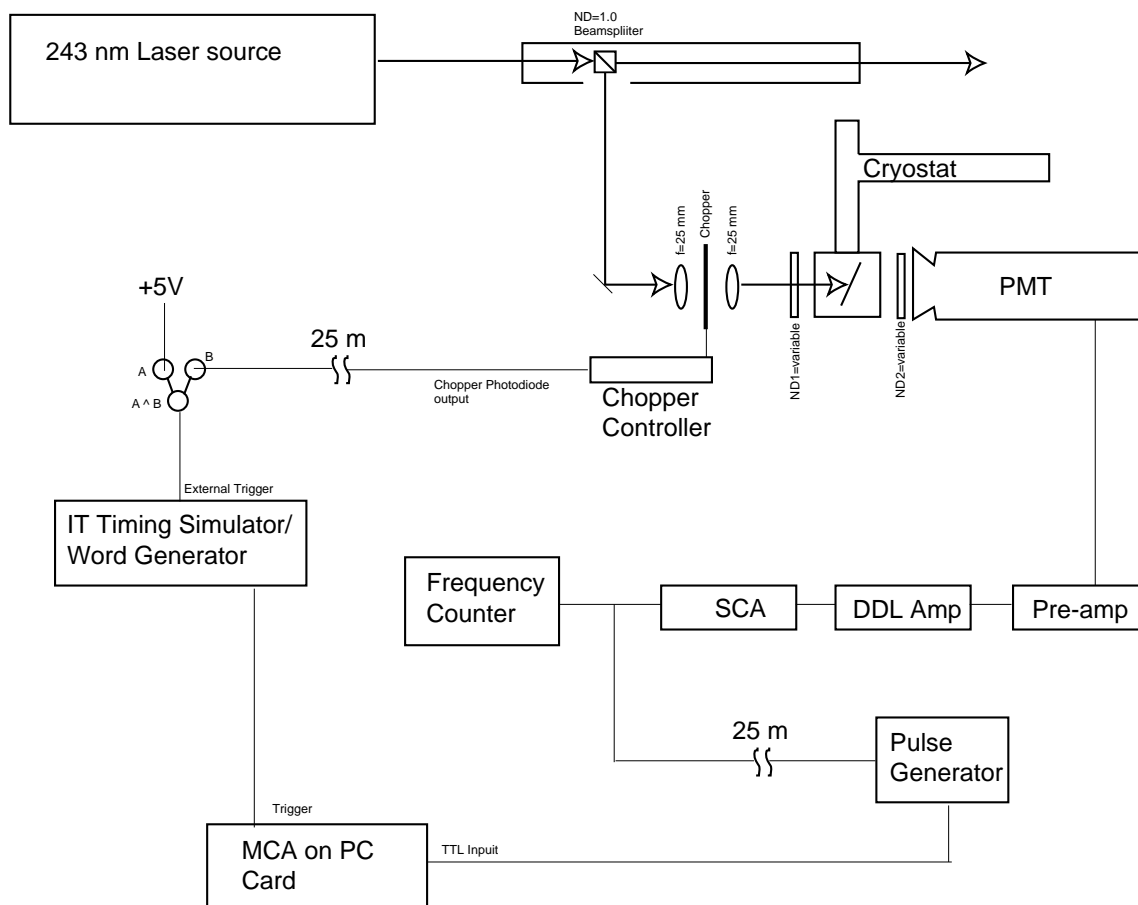 ND=1.0
Beamspliiter
243 nm Laser source
Cryostat
f=25 mm
Chopper
f=25 mm
PMT
+5V
25 m
A
B
A ^ B
Chopper Photodiode
output
Chopper
Controller
ND1=variable
ND2=variable
External Trigger
IT Timing Simulator/
Word Generator
Frequency
Counter
SCA
DDL Amp
Pre-amp
25 m
Pulse
Generator
Trigger
MCA on PC
Card
TTL Inpuit